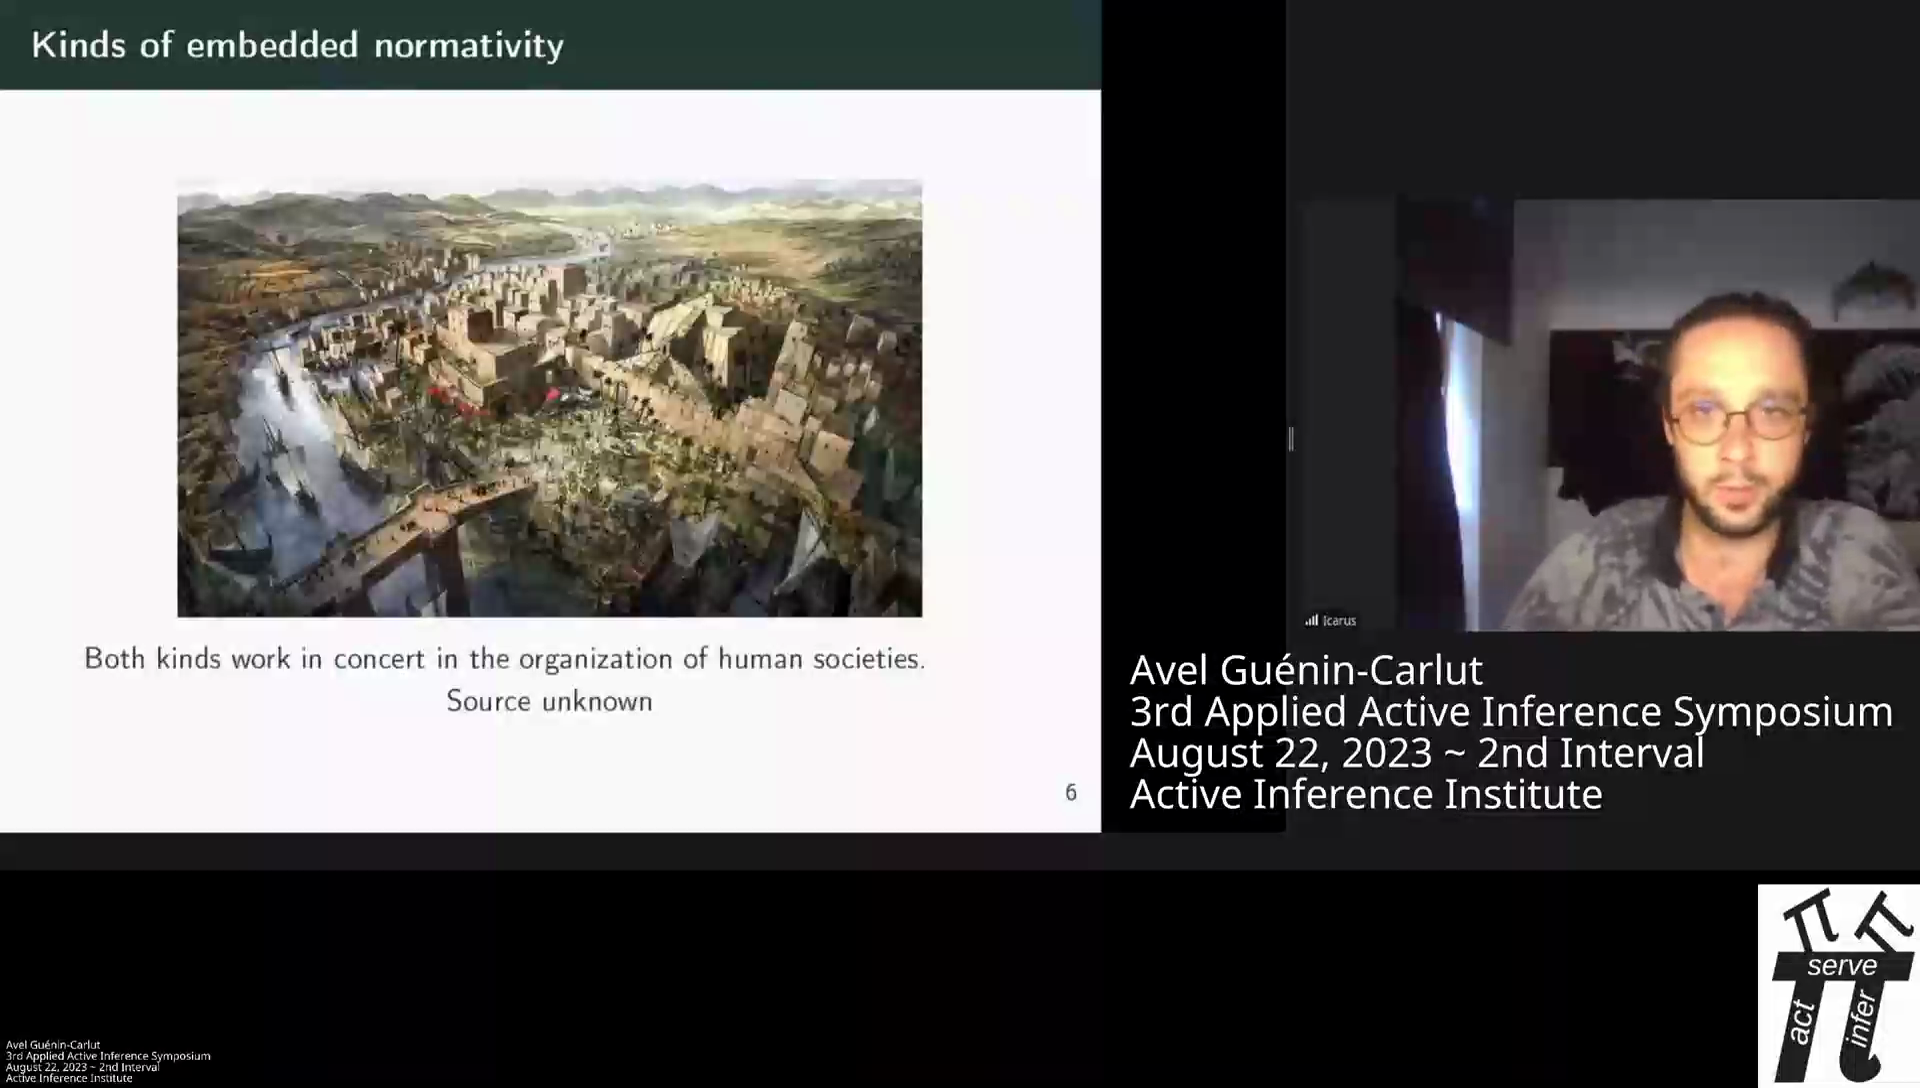 Kinds of embedded normativity
Both kinds work in concert in the organization of human societies.
Source unknown
6
Icarus
Avel Guénin-Carlut
3rd Applied Active Inference Symposium
August 22, 2023 ~ 2nd Interval
Active Inference Institute
serve
act
infer
Avel Guénin-Carlut
3rd Applied Active Inference Symposium
August 22, 2023 ~ 2nd Interval
Active Inference Institute